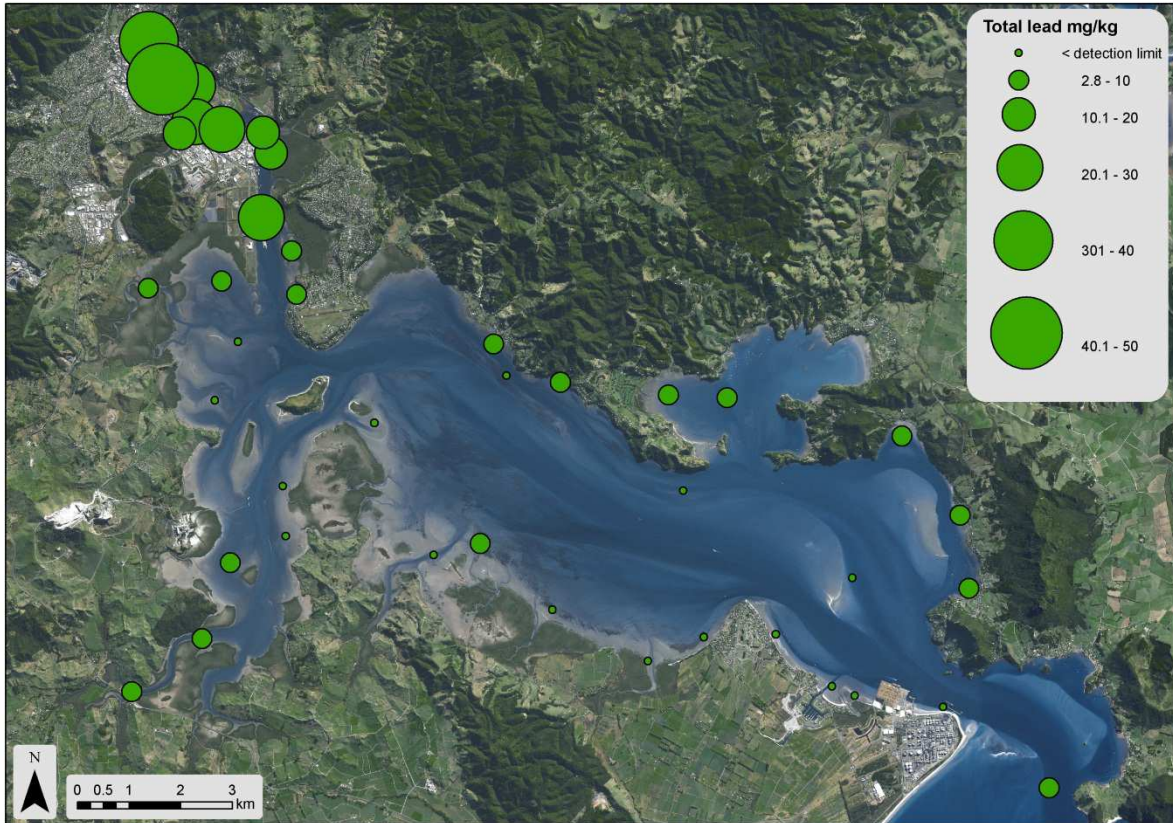 Total lead mg/kg
< detection limit
2.8 - 10
10.1 - 20
20.1 - 30
301 - 40
40.1 - 50
N
0 0.5 1 2 3
km